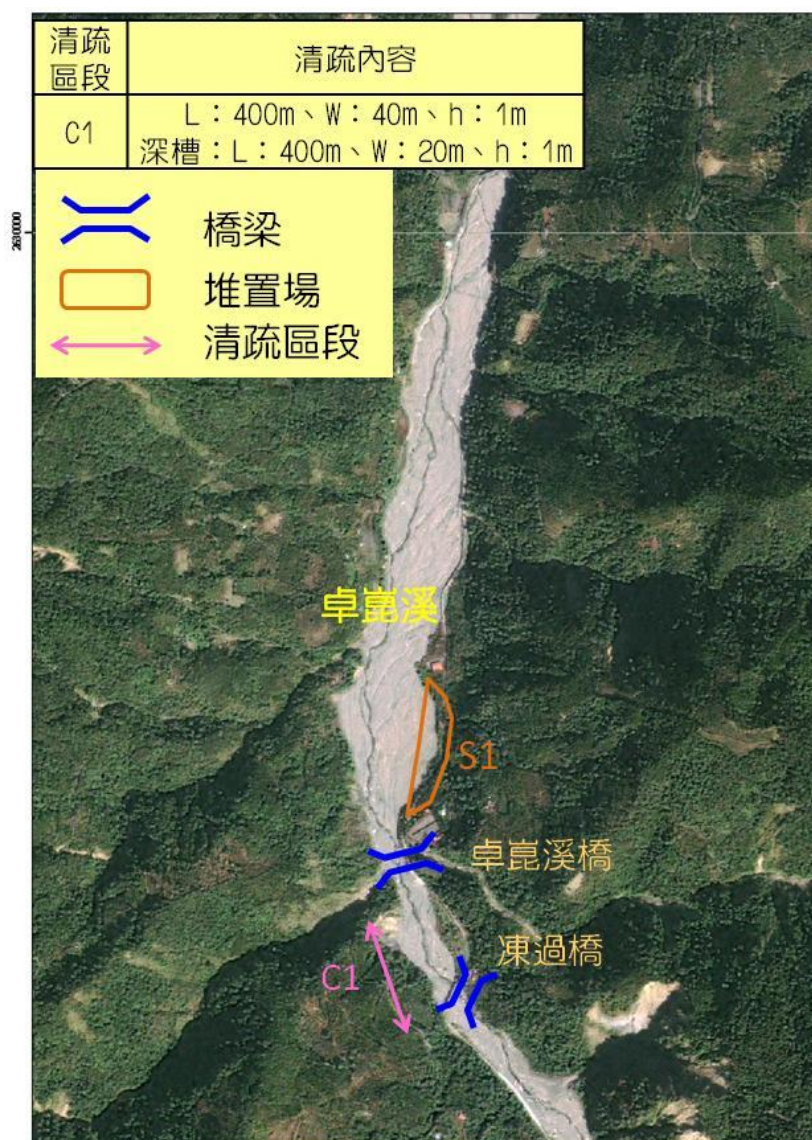 清疏
區段
清疏內容
C1
L：400m、W：40m、h：1m
深槽：L：400m、W：20m、h：1m
橋梁
堆置場
清疏區段
2630000
卓崑溪
S1
卓崑溪橋
凍過橋
C1